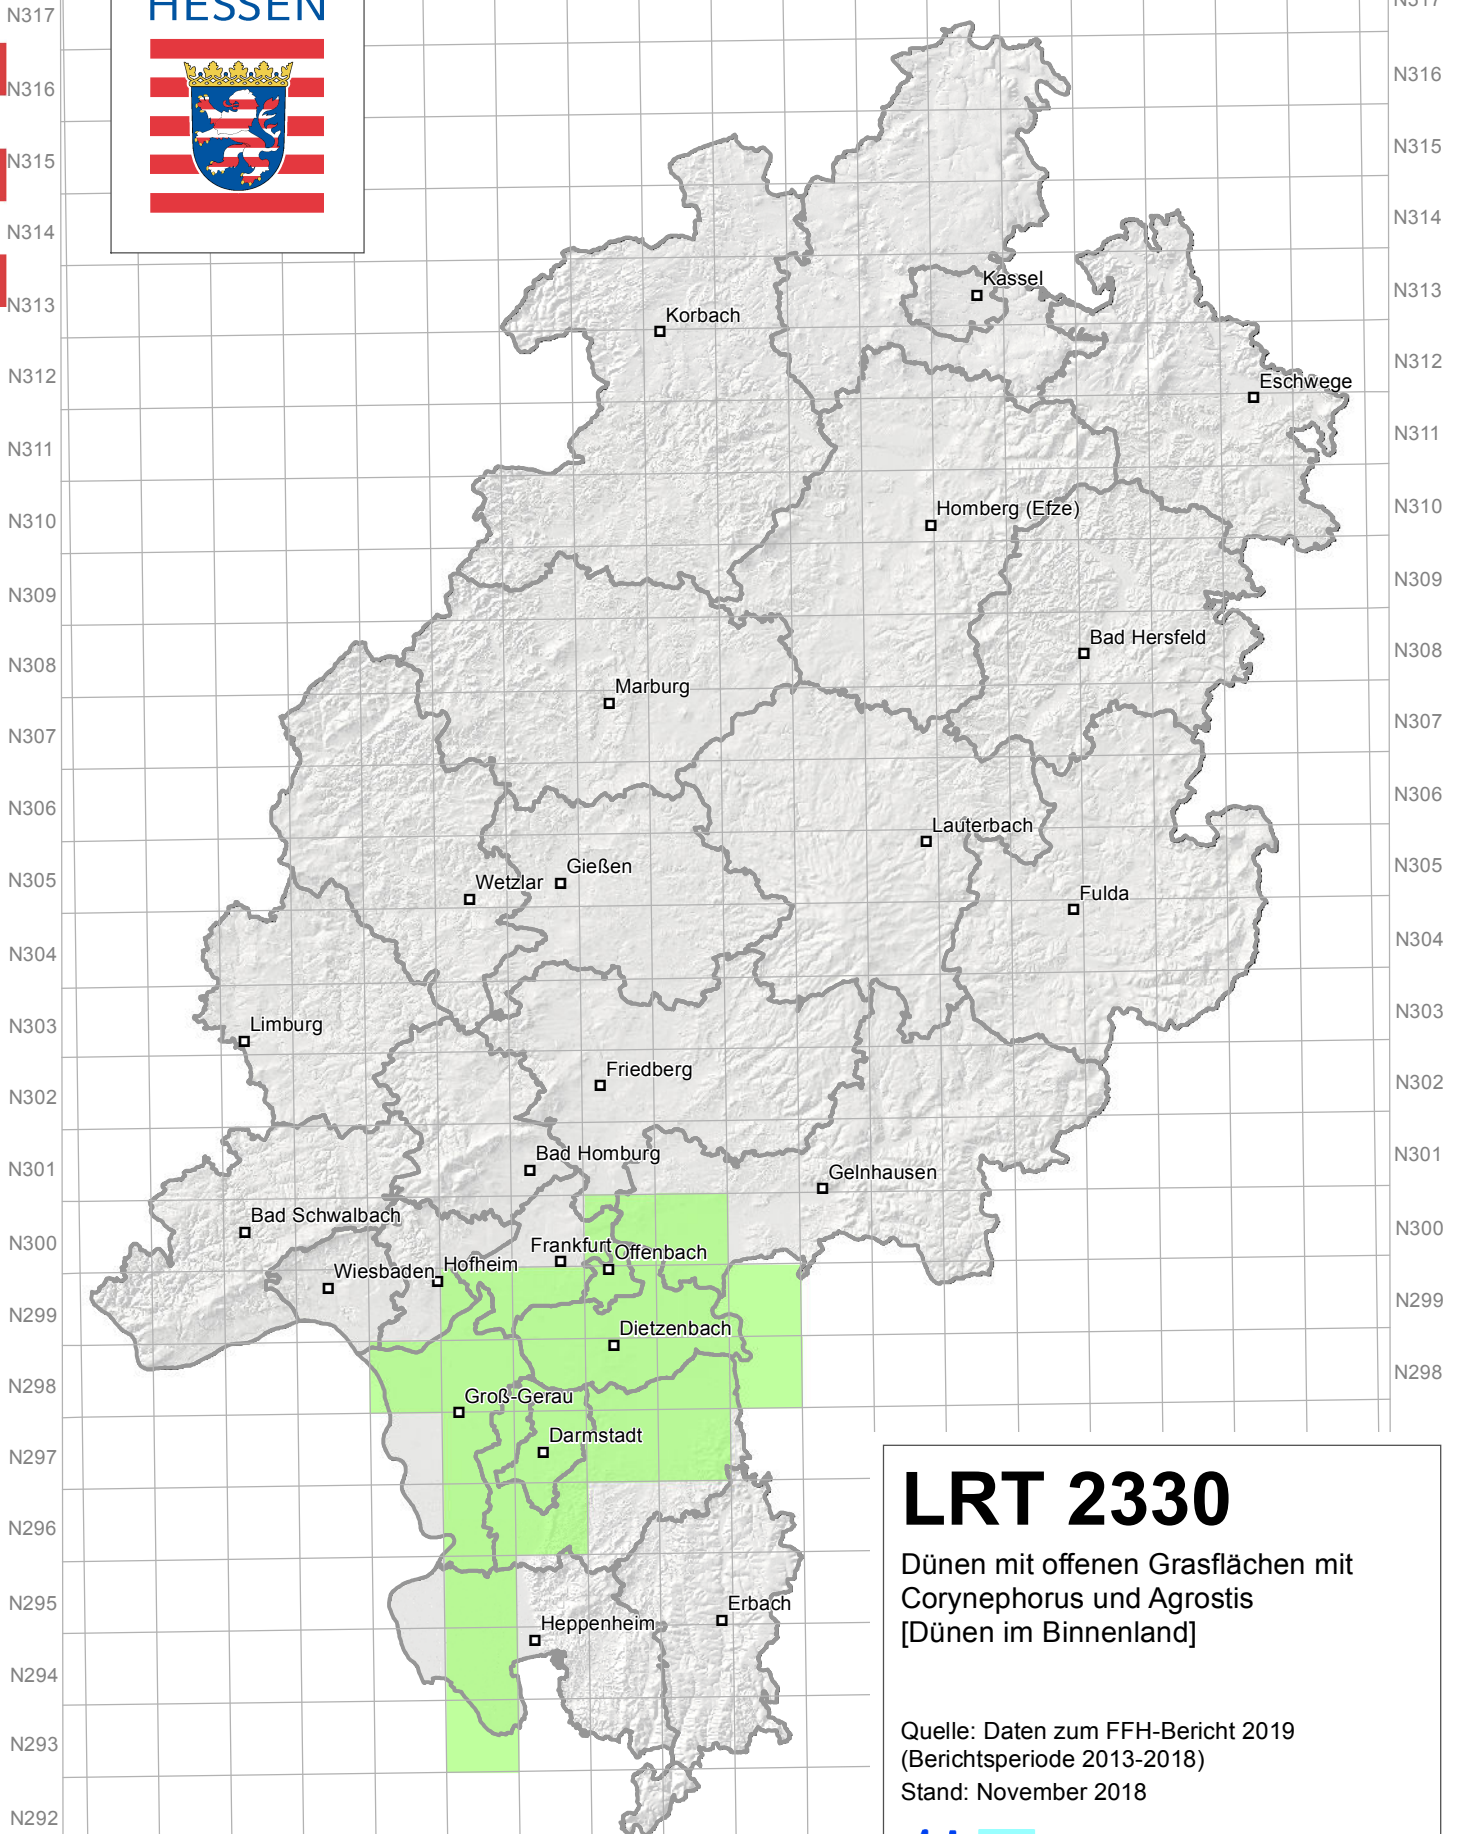 HESSEN
N317
N317
N316
N316
N315
N315
N314
N314
Kassel
N313
N313
Korbach
N312
N312
Eschwege
N311
N311
N310
Homberg (Efze)
N310
N309
N309
Bad Hersfeld
N308
N308
Marburg
N307
N307
N306
N306
Lauterbach
Gießen
N305
Wetzlar
N305
Fulda
N304
N304
N303
Limburg
N303
Friedberg
N302
N302
Bad Homburg
N301
N301
Gelnhausen
Bad Schwalbach
N300
N300
Frankfurt
Offenbach
Hofheim
Wiesbaden
N299
N299
Dietzenbach
N298
N298
Groß-Gerau
Darmstadt
N297
N296
N295
Erbach
Heppenheim
N294
N293
N292
LRT 2330
Dünen mit offenen Grasflächen mit
Corynephorus und Agrostis
[Dünen im Binnenland]
Quelle: Daten zum FFH-Bericht 2019
(Berichtsperiode 2013-2018)
Stand: November 2018